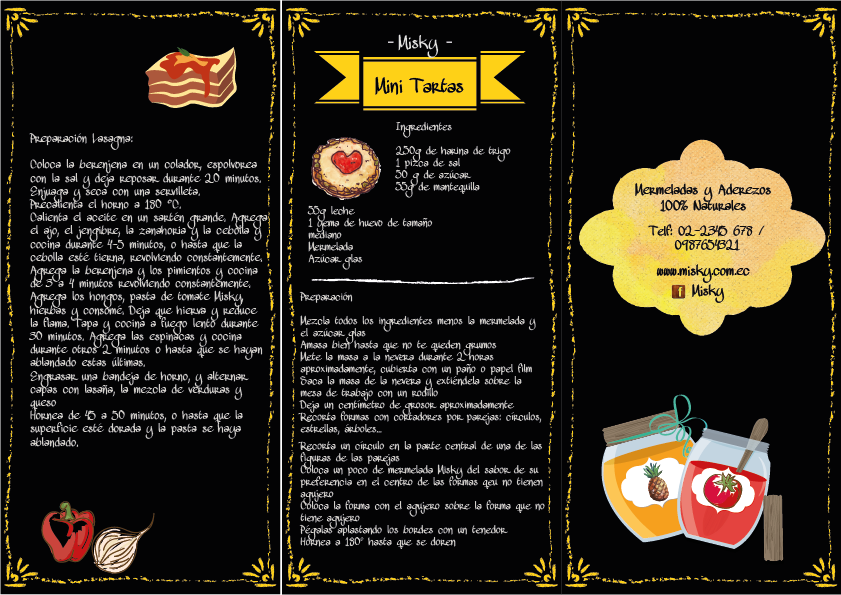 Preparación Lasagna:
Coloca la berenjena en un colador, espolvorea
con la sal y deja reposar durante 20 minutos.
Enjuaga y seca con una servilleta.
Precalienta el horno a 180 °C.
Calienta el aceite en un sartén grande. Agrega
el ajo, el jengibre, la zanahoria y la cebolla y
cocina durante 4-5 minutos, o hasta que la
cebolla esté tierna, revolviendo constantemente.
Agrega la berenjena y los pimientos y cocina
de 3 a 4 minutos revolviendo constantemente.
Agrega los hongos, pasta de tomate Misky,
hierbas y consomé. Deja que hierva y reduce
la flama. Tapa y cocina a fuego lento durante
30 minutos. Agrega las espinacas y cocina
durante otros 2 minutos o hasta que se hayan
ablandado estas últimas.
Engrasar una bandeja de horno, y alternar
capas con lasaña, la mezcla de verduras y
queso
Hornea de 45 a 50 minutos, o hasta que la
superficie esté dorada y la pasta se haya
ablandado.
- Misky -
Mini Tartas
Ingredientes
250g de harina de trigo
1 pizca de sal
50 g de azúcar
55g de mantequilla
55g leche
1 yema de huevo de tamaño
mediano
Mermelada
Azúcar glas
Preparación
Mezcla todos los ingredientes menos la mermelada y
el azúcar glas
Amasa bien hasta que no te queden grumos
Mete la masa a la nevera durante 2 horas
aproximadamente, cubierta con un paño o papel film
Saca la masa de la nevera y extiéndela sobre la
mesa de trabajo con un rodillo
Deja un centímetro de grosor aproximadamente
Recorta formas con cortadores por parejas: círculos,
estrellas, árboles...
Recorta un círculo en la parte central de una de las
figuras de las parejas
Coloca un poco de mermelada Misky del sabor de su
preferencia en el centro de las formas qeu no tienen
agujero
Coloca la forma con el agujero sobre la forma que no
tiene agujero
Pégalas aplastando los bordes con un tenedor
Hornea a 180° hasta que se doren
Mermeladas y Aderezos
100% Naturales
Telf: 02-2345 678 /
0987654321
www.misky.com.ec
f Misky